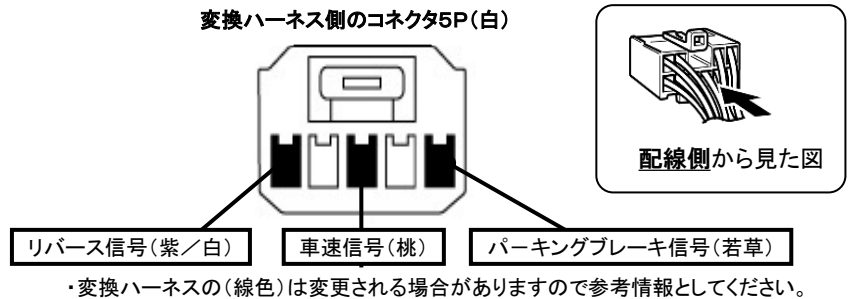 変換ハーネス側のコネクタ5P(白)
配線側から見た図
リバース信号(紫/白)
車速信号(桃)
パーキングブレーキ信号(若草)
・変換ハーネスの(線色)は変更される場合がありますので参考情報としてください。